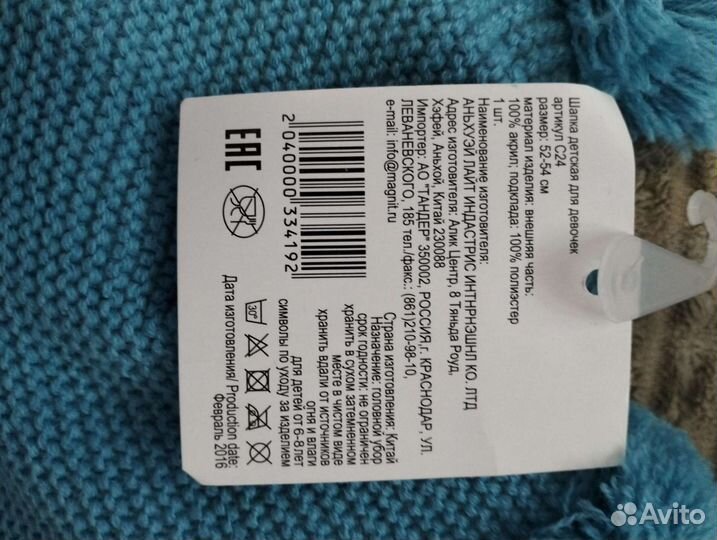 Шапка детская для девочек
артикул С24
размер: 52-54 см
материал изделия: внешняя часть:
100% акрил; подклада: 100% полиэстер
1 шт.
Наименование изготовителя:
АНЬХУЭЙ ЛАЙТ ИНДАСТРИС ИНТНРНЭШНЛ КО. ЛТД
Адрес изготовителя: Алик Центр, 8 Тяньда Роуд,
Хэфей, Аньхой, Китай 230088
Импортер: АО "ТАНДЕР" 350002, РОССИЯ,г. КРАСНОДАР, УЛ.
ЛЕВАНЕВСКОГО, 185 тел./факс.: (861)210-98-10,
e-mail: info@magnit.ru
Страна изготовления: Китай
Назначение: головной убор
срок годности: не ограничен
хранить в сухом затемненном
месте в чистом виде
хранить вдали от источников
огня и влаги
для детей от 6-8 лет
символы по уходу за изделием
2 040000 334192
EAC
30°
Дата изготовления/ Production date:
Февраль 2016
Avito